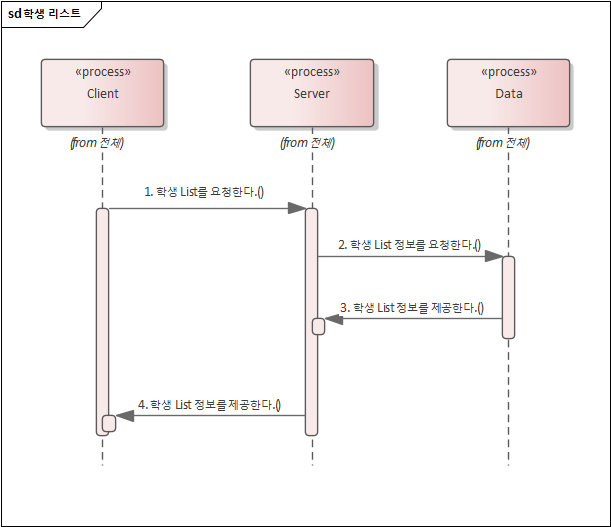 sd 학생 리스트
«process»
Client
(from 전체)
«process»
Server
(from 전체)
«process»
Data
(from 전체)
1. 학생 List를 요청한다.()
2. 학생 List 정보를 요청한다.()
3. 학생 List 정보를 제공한다.()
4. 학생 List 정보를 제공한다.()